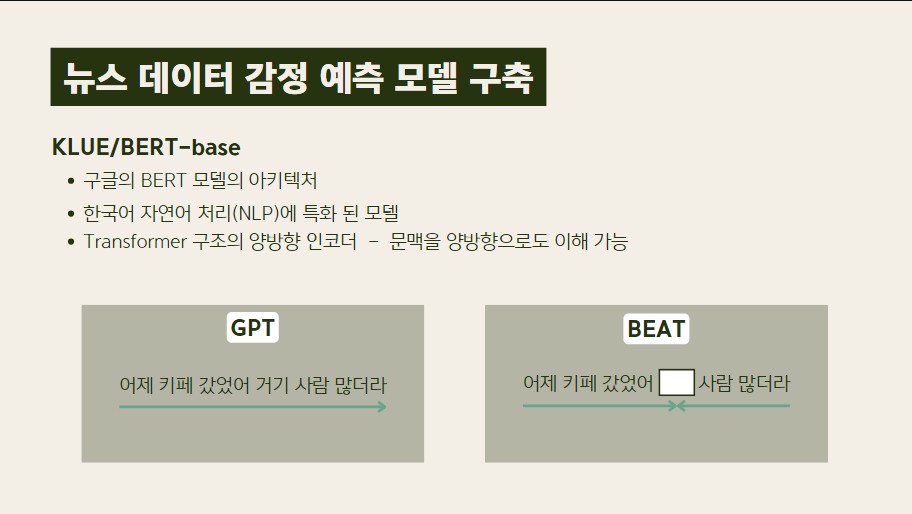 뉴스 데이터 감정 예측 모델 구축
KLUE/BERT-base
• 구글의 BERT 모델의 아키텍처
• 한국어 자연어 처리(NLP)에 특화 된 모델
• Transformer 구조의 양방향 인코더 - 문맥을 양방향으로도 이해 가능
GPT
어제 키페 갔었어 거기 사람 많더라
BEAT
어제 키페 갔었어 사람 많더라